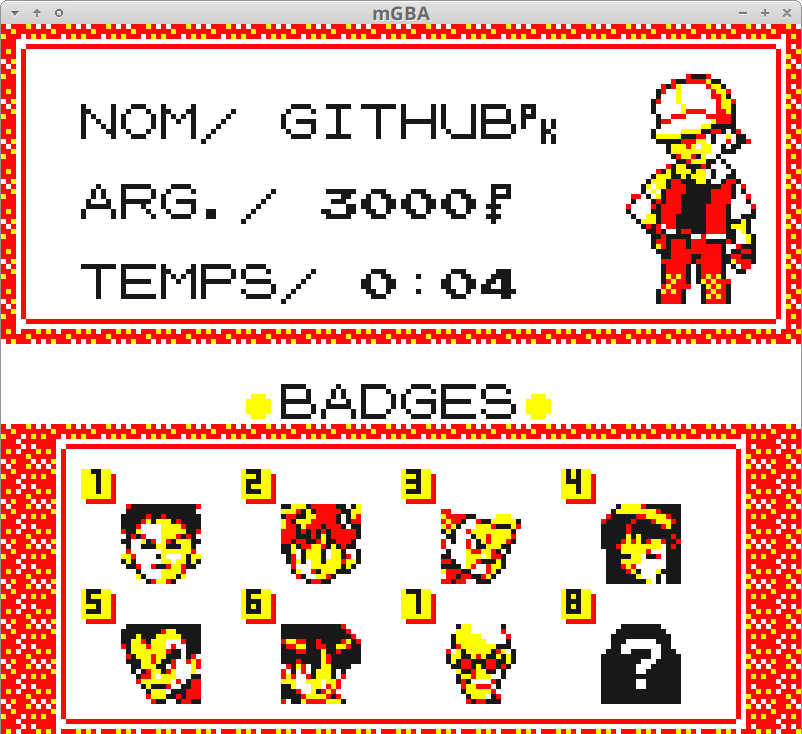 mGBA
NOM/ GITHUBPK
ARG./ 3000₽
TEMPS/ 0:04
BADGES
1 2 3 4
5 6 7 8
?